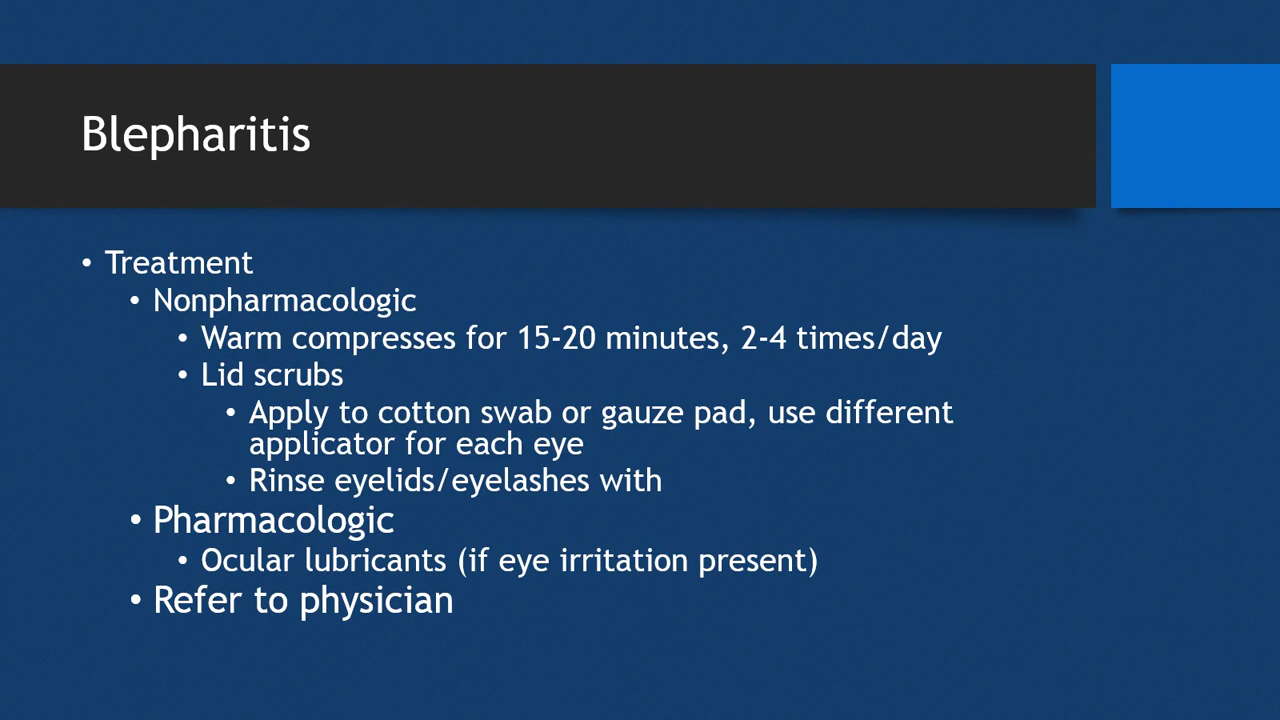 Blepharitis
• Treatment
• Nonpharmacologic
• Warm compresses for 15-20 minutes, 2-4 times/day
• Lid scrubs
• Apply to cotton swab or gauze pad, use different
applicator for each eye
• Rinse eyelids/eyelashes with
• Pharmacologic
• Ocular lubricants (if eye irritation present)
• Refer to physician